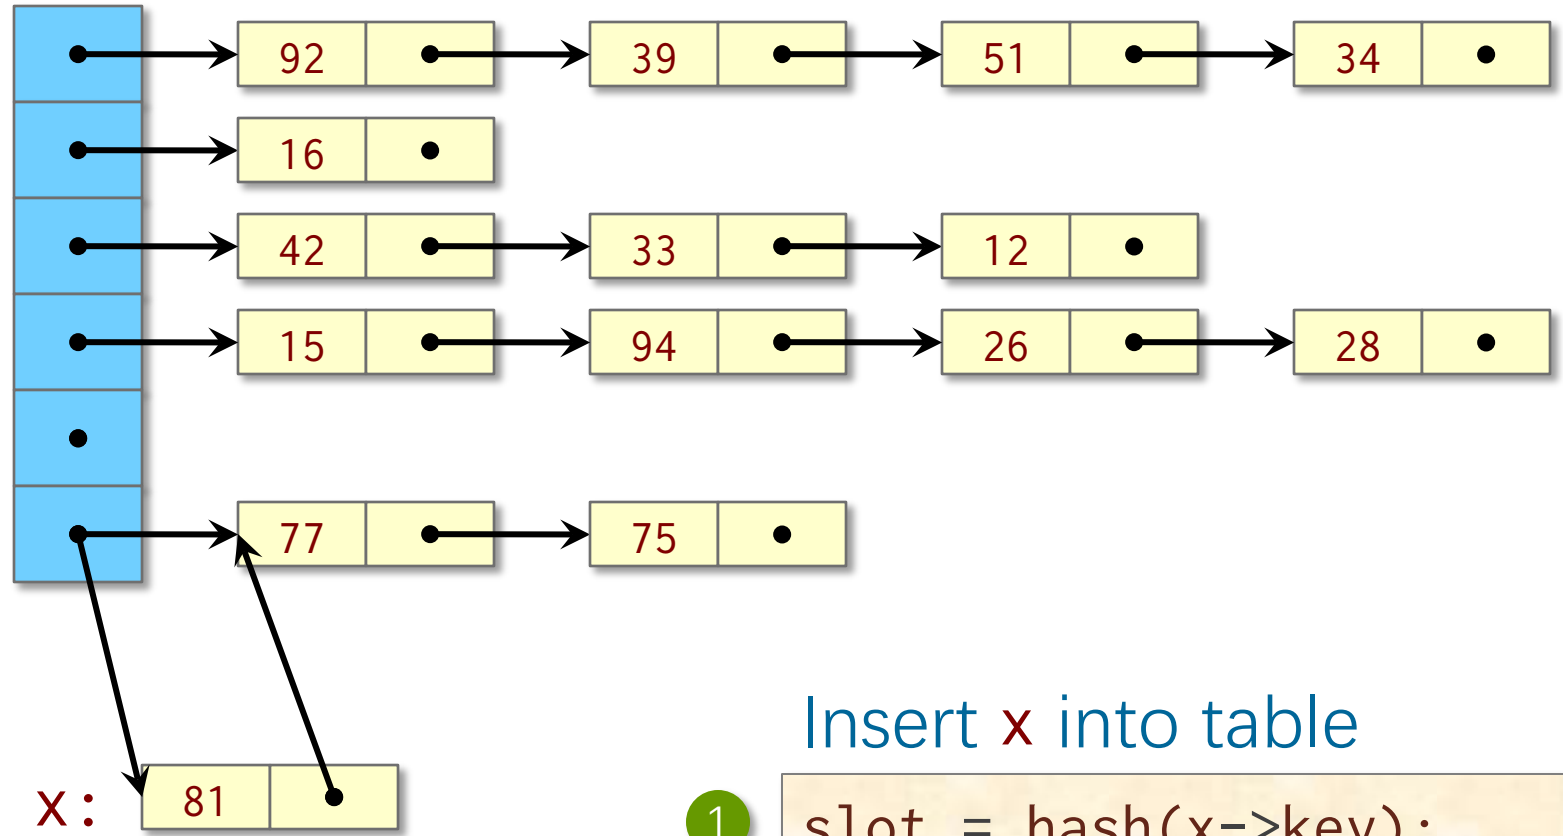 92 39 51 34
16
42 33 12
15 94 26 28
77 75
Insert x into table
x: 81
1 slot = hash(x->key);